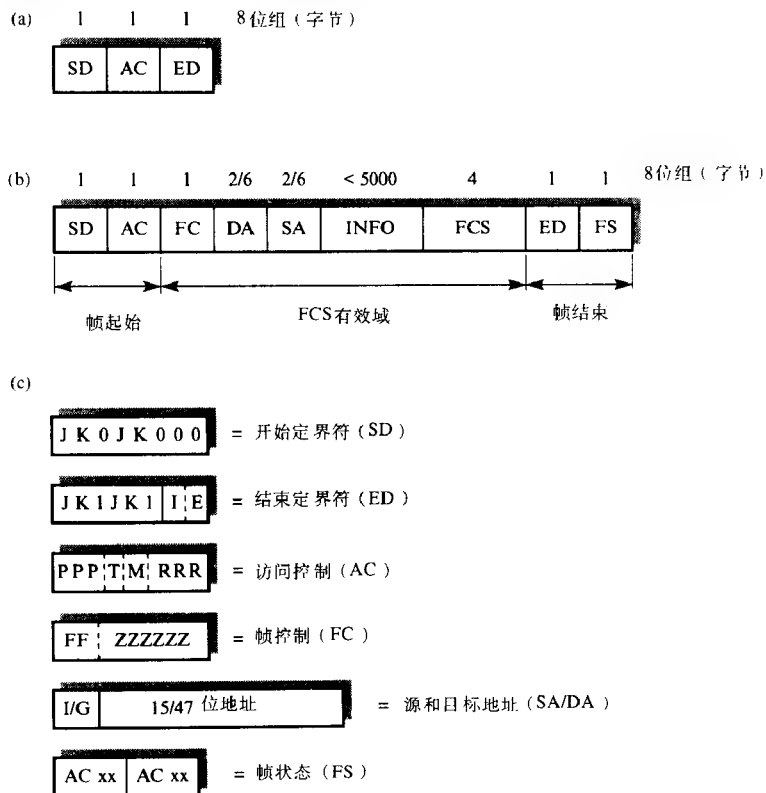 (a) 1 1 1 8位组(字节)
SD AC ED
(b) 1 1 1 2/6 2/6 < 5000 4 1 1 8位组(字节)
SD AC FC DA SA INFO FCS ED FS
帧起始 FCS有效域 帧结束
(c)
J K 0 J K 0 0 0 = 开始定界符(SD)
J K 1 J K 1 I E = 结束定界符(ED)
PPP T M RRR = 访问控制(AC)
FF ZZZZZZ = 帧控制(FC)
I/G 15/47 位地址 = 源和目标地址(SA/DA)
AC xx AC xx = 帧状态(FS)